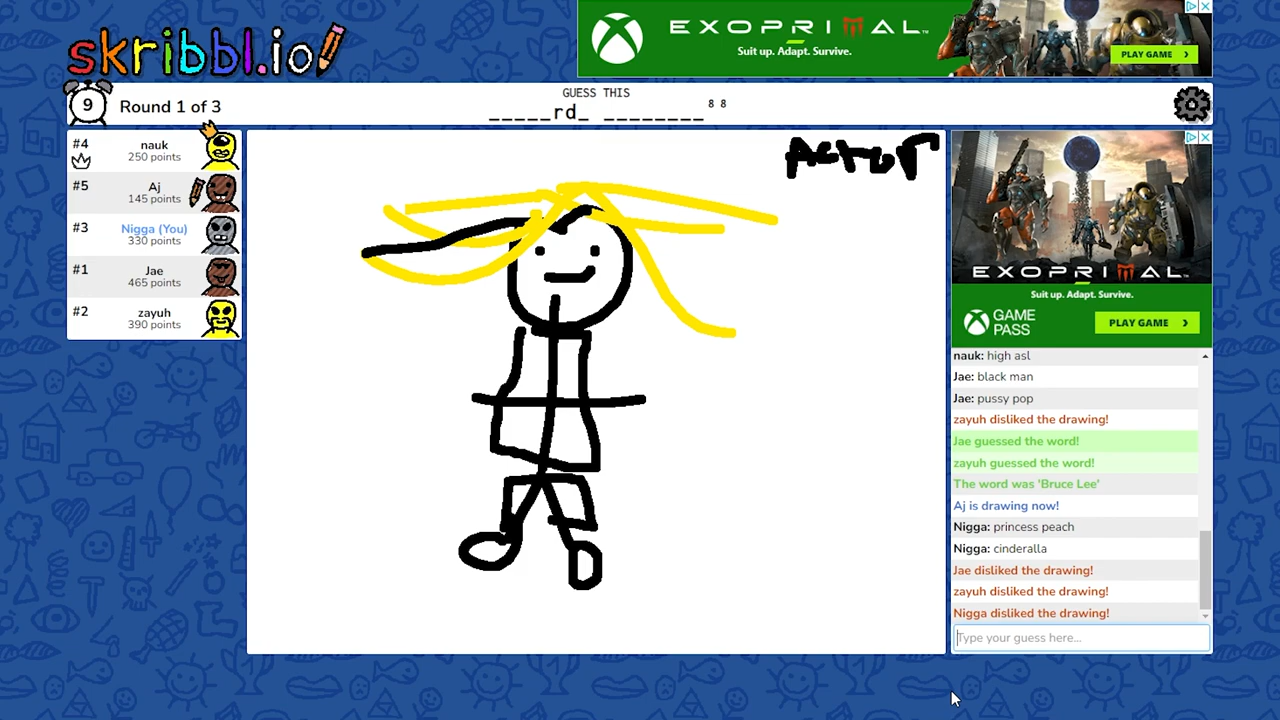 skribbl.io
EXOPRIMAL™
Suit up. Adapt. Survive.
PLAY GAME
9
Round 1 of 3
GUESS THIS
_____rd_ ________ 8 8
#4
nauk
250 points
#5
Aj
145 points
#3
Nigga (You)
330 points
#1
Jae
465 points
#2
zayuh
390 points
ACTOR
EXOPRIMAL™
Suit up. Adapt. Survive.
GAME PASS
PLAY GAME
nauk: high asl
Jae: black man
Jae: pussy pop
zayuh disliked the drawing!
Jae guessed the word!
zayuh guessed the word!
The word was 'Bruce Lee'
Aj is drawing now!
Nigga: princess peach
Nigga: cinderalla
Jae disliked the drawing!
zayuh disliked the drawing!
Nigga disliked the drawing!
Type your guess here...